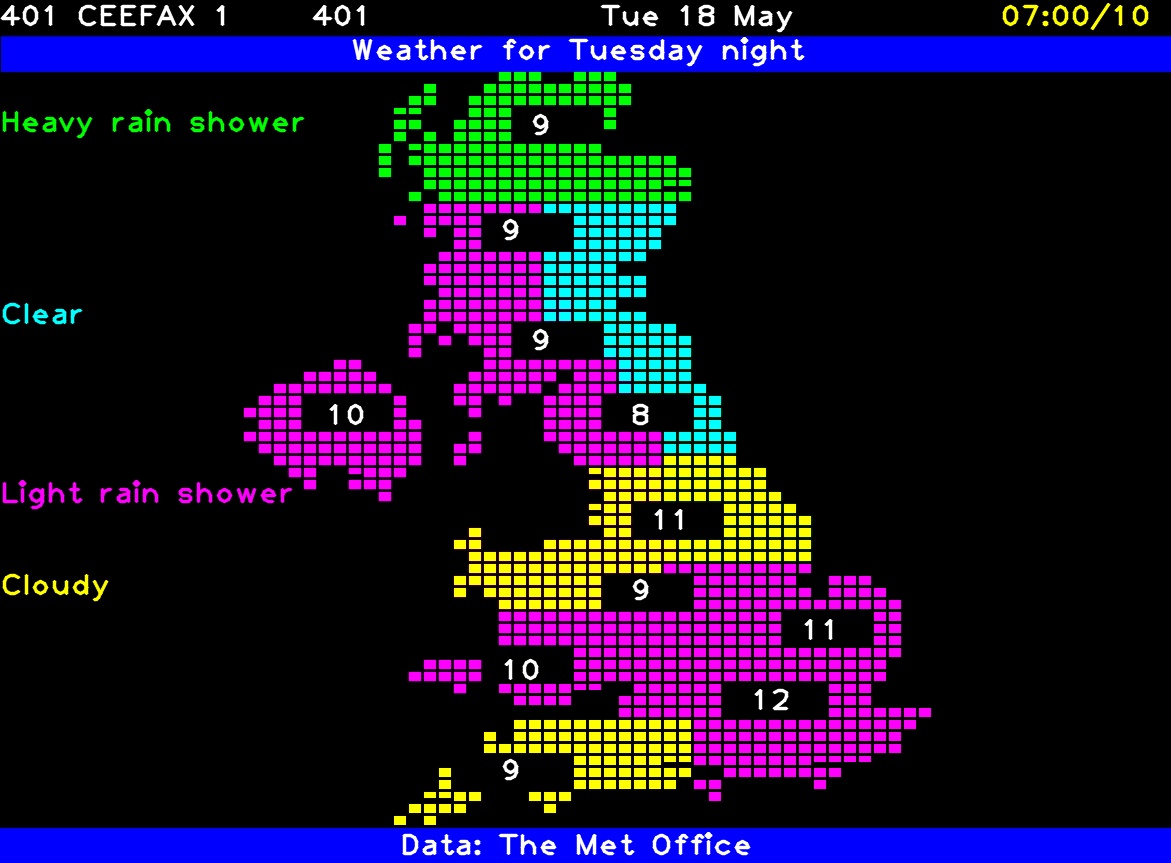 401 CEEFAX 1 401 Tue 18 May 07:00/10
Weather for Tuesday night
Heavy rain shower
9
9
Clear
9
10
8
Light rain shower
11
Cloudy
9
11
10
12
9
Data: The Met Office